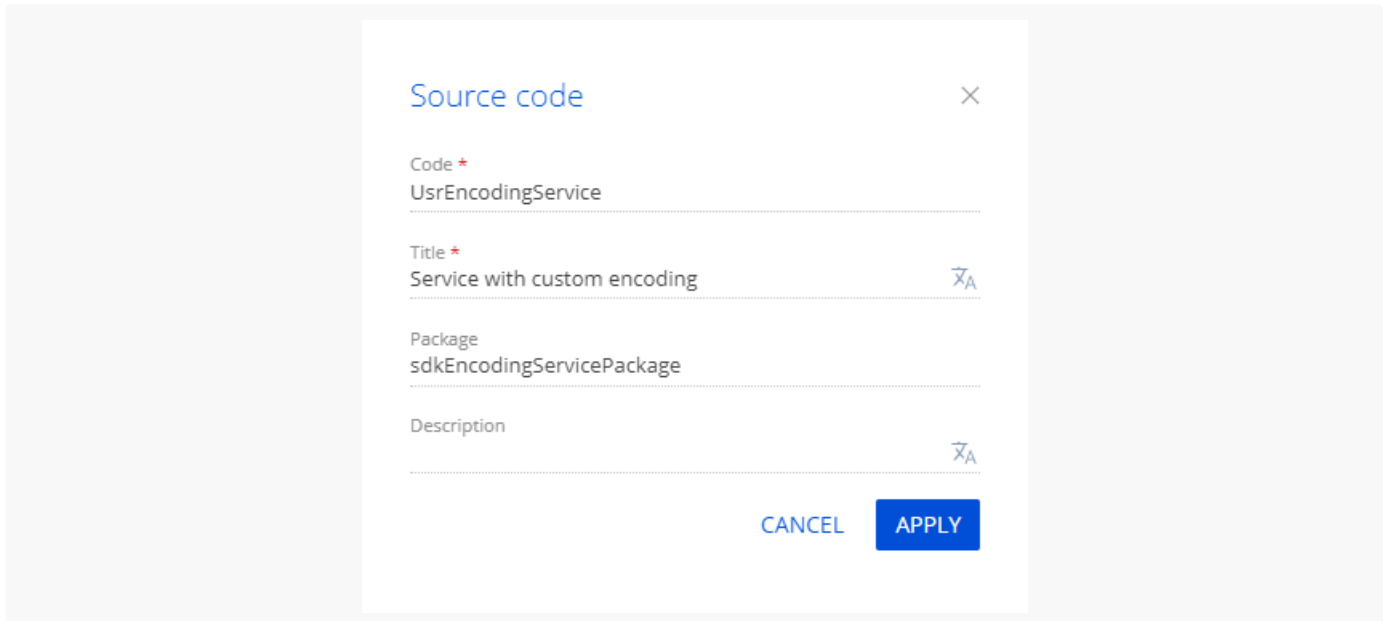 Source code
Code *
UsrEncodingService
Title *
Service with custom encoding
Package
sdkEncodingServicePackage
Description
CANCEL APPLY